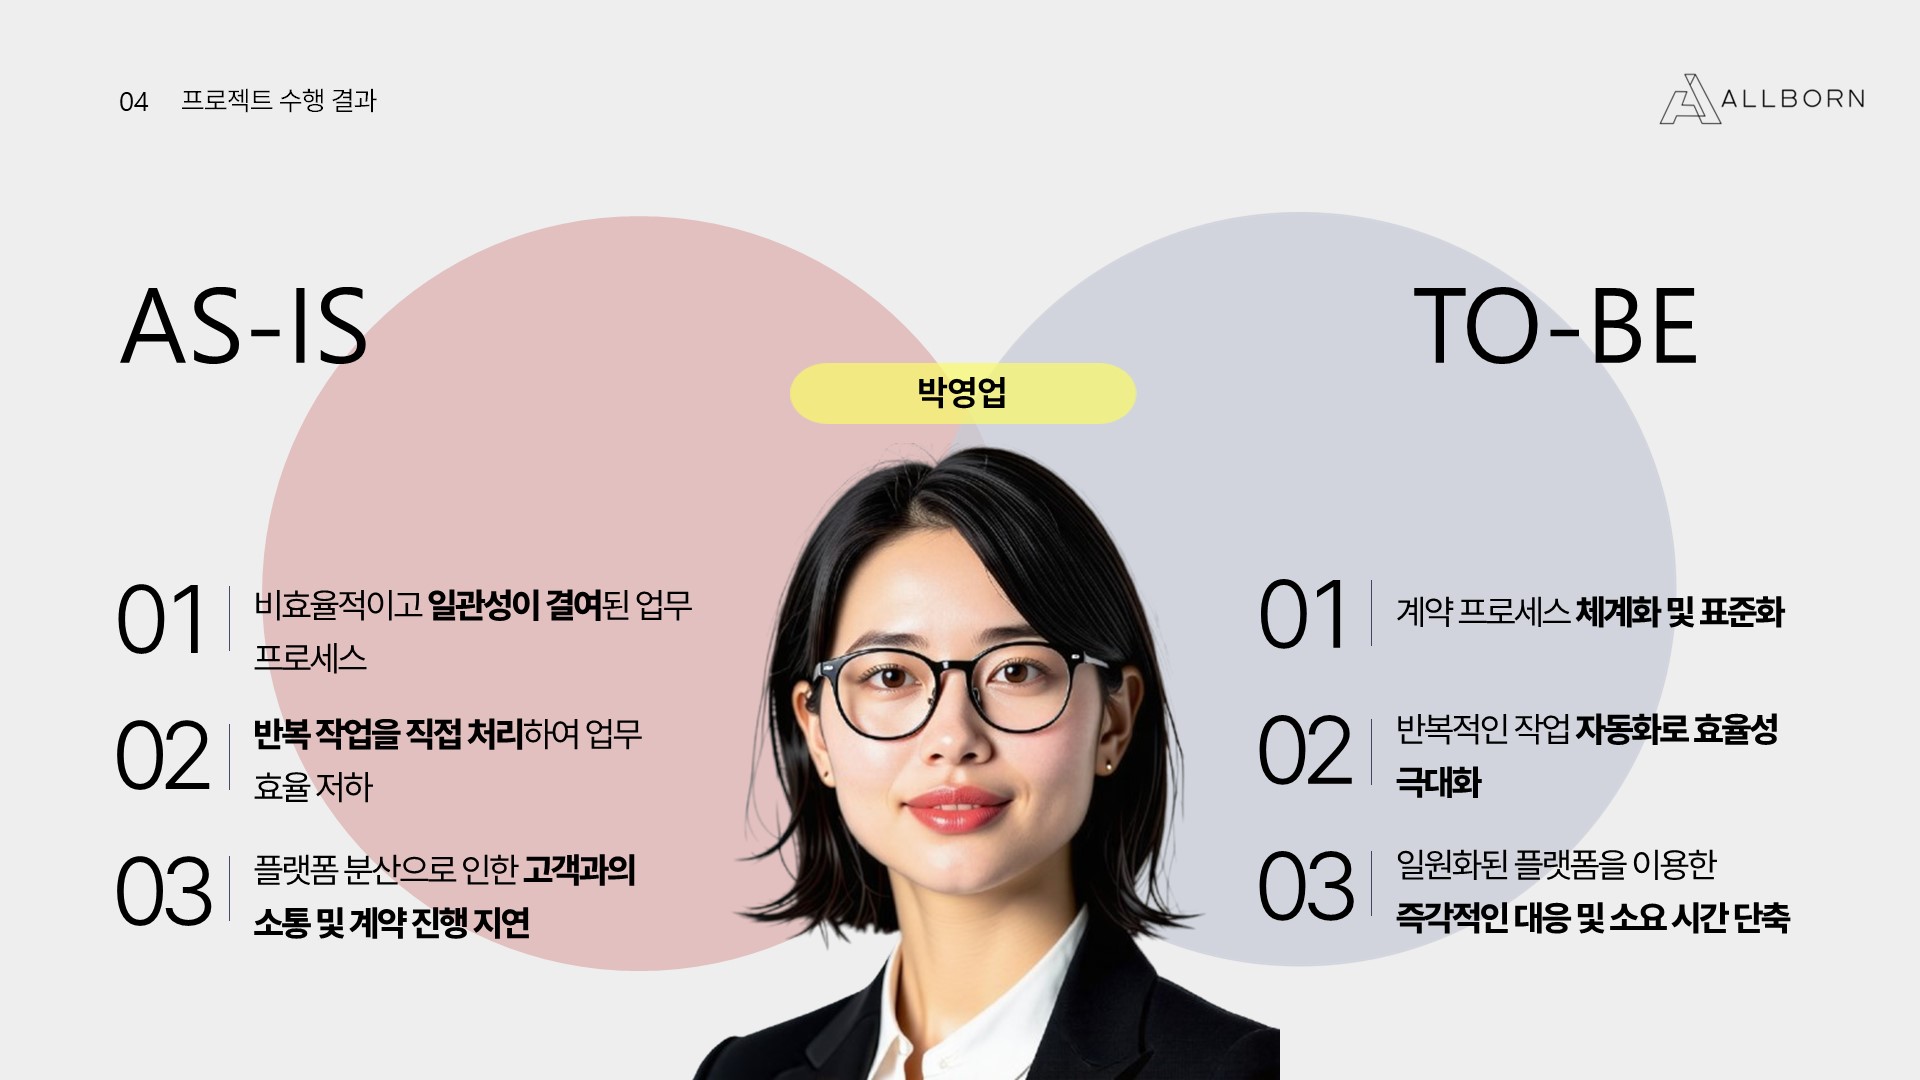 04 프로젝트 수행 결과
ALLBORN
AS-IS
TO-BE
박영업
01
비효율적이고 일관성이 결여된 업무
프로세스
02
반복 작업을 직접 처리하여 업무
효율 저하
03
플랫폼 분산으로 인한 고객과의
소통 및 계약 진행 지연
01
계약 프로세스 체계화 및 표준화
02
반복적인 작업 자동화로 효율성
극대화
03
일원화된 플랫폼을 이용한
즉각적인 대응 및 소요 시간 단축